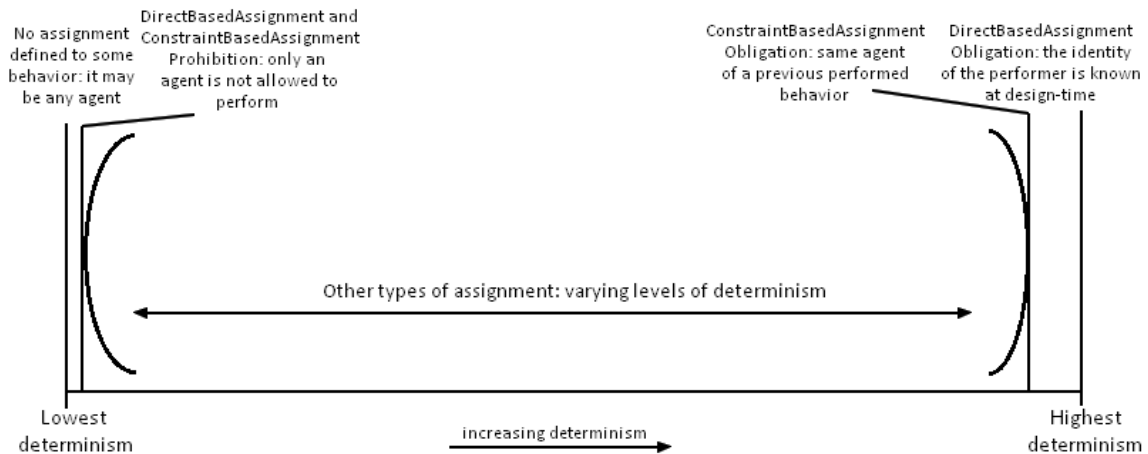 No assignment
defined to some
behavior: it may
be any agent
DirectBasedAssignment and
ConstraintBasedAssignment
Prohibition: only an
agent is not allowed to
perform
ConstraintBasedAssignment
Obligation: same agent
of a previous performed
behavior
DirectBasedAssignment
Obligation: the identity
of the performer is known
at design-time
Other types of assignment: varying levels of determinism
Lowest
determinism
increasing determinism
Highest
determinism